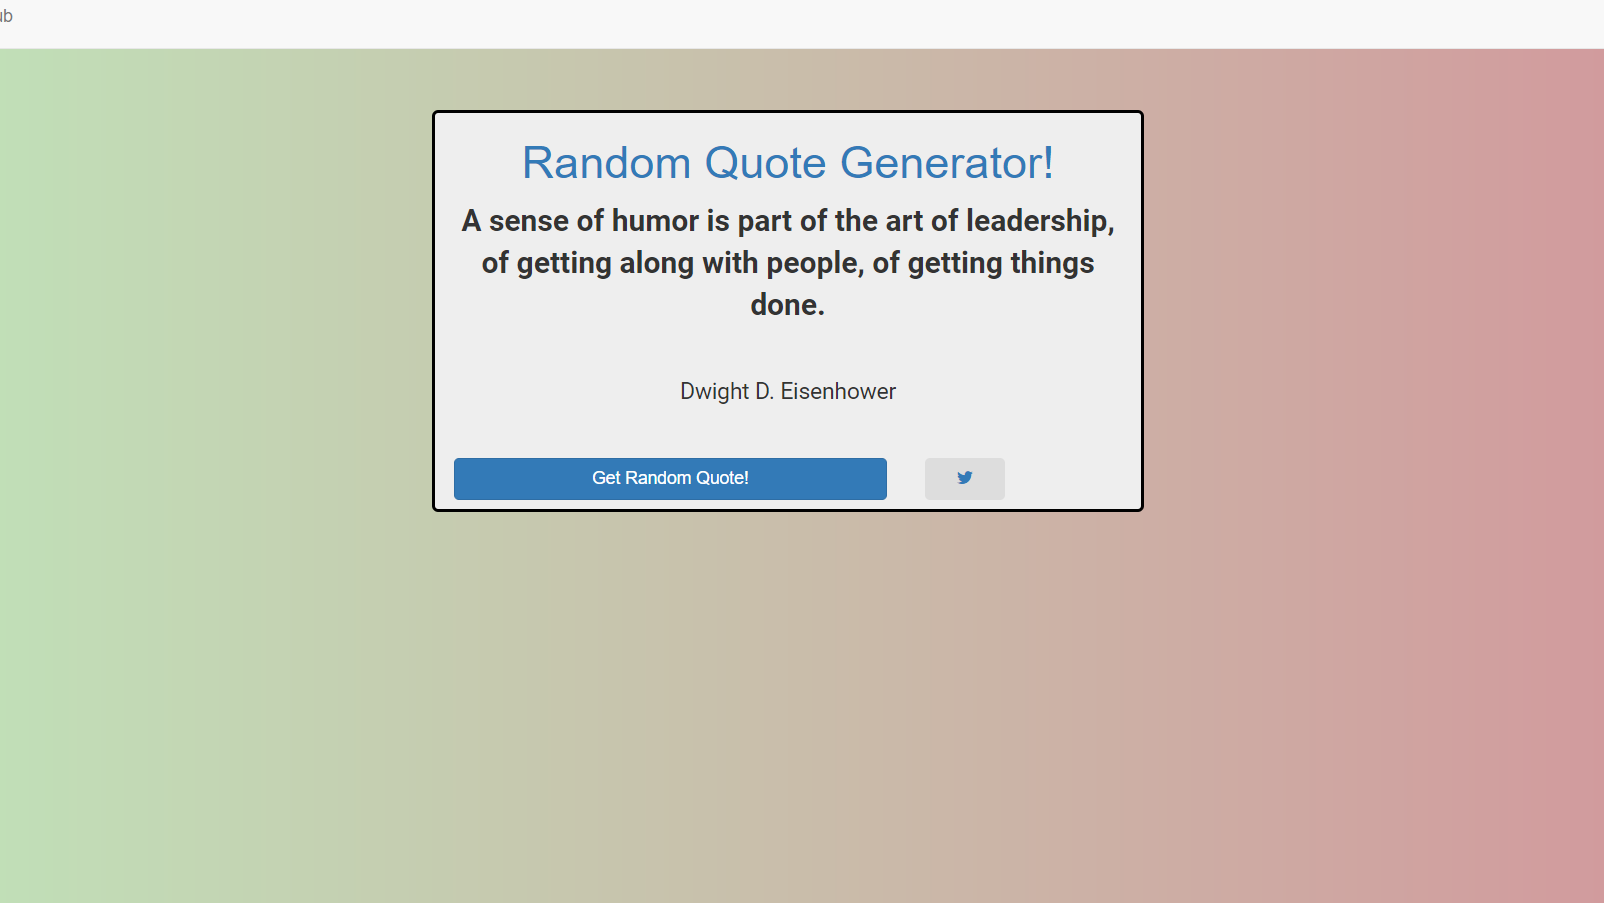 ub
Random Quote Generator!
A sense of humor is part of the art of leadership,
of getting along with people, of getting things
done.
Dwight D. Eisenhower
Get Random Quote!